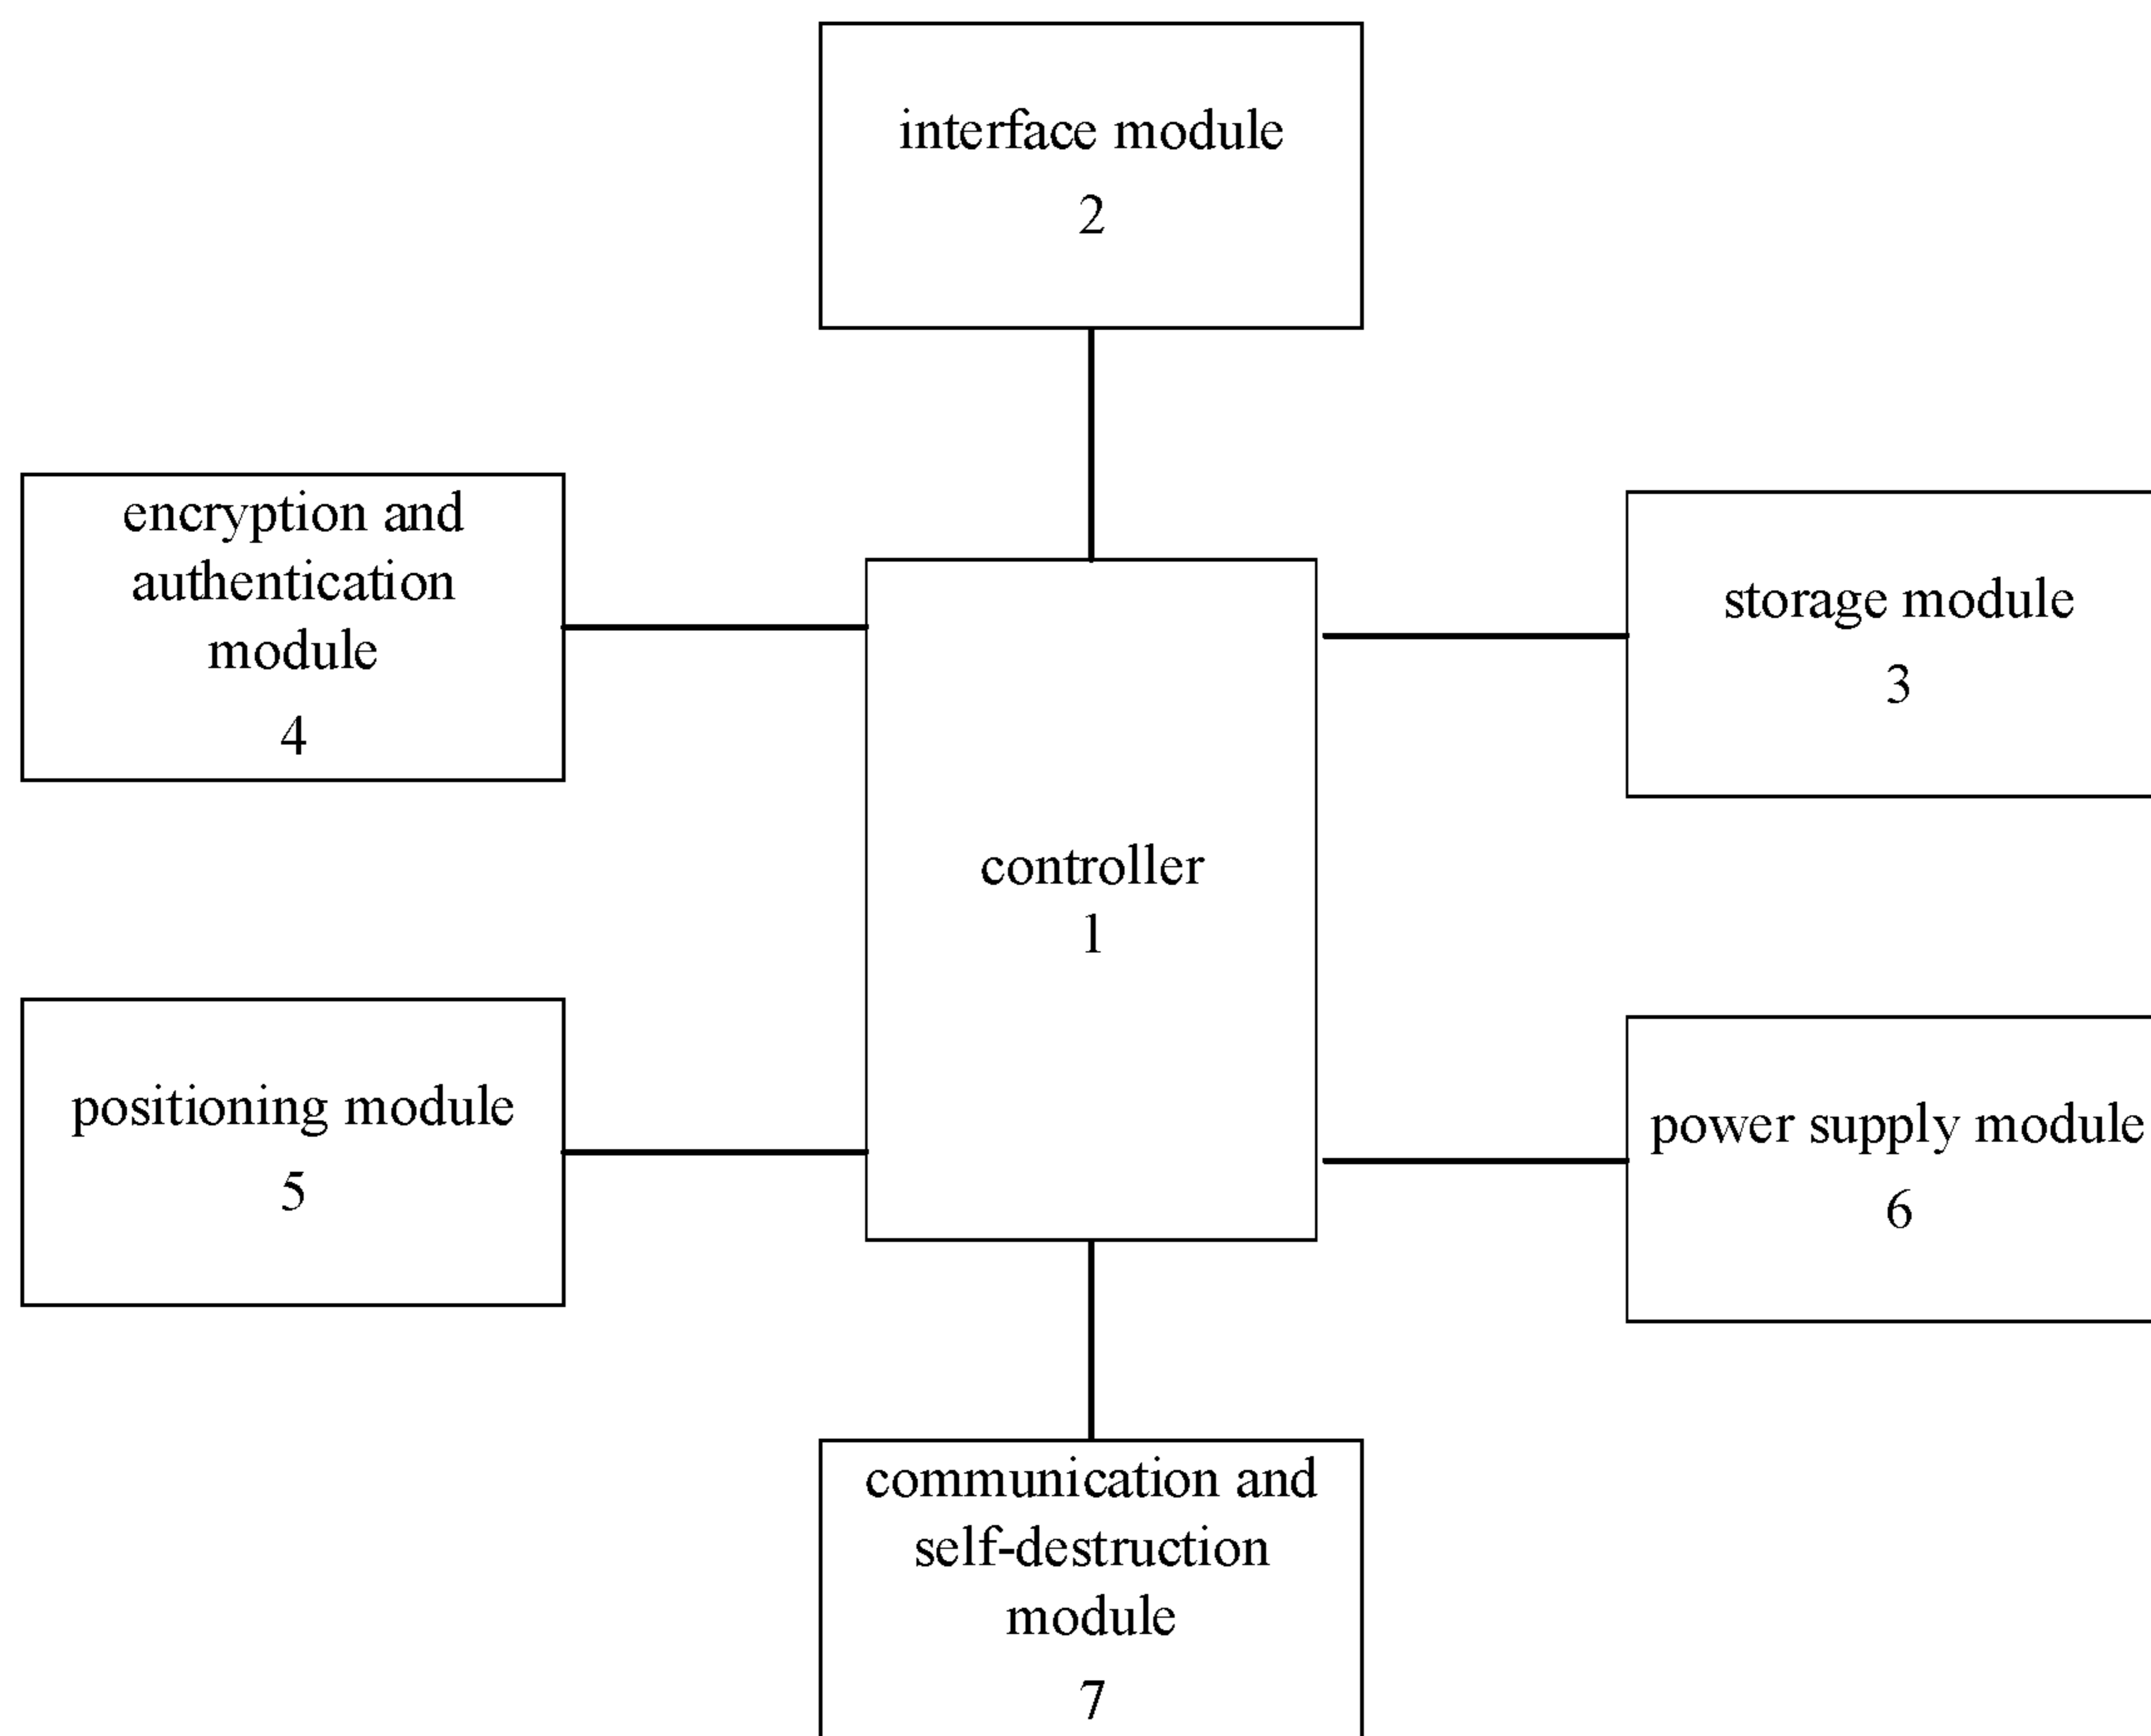 interface module
2
encryption and
authentication
module
4
storage module
3
controller
1
positioning module
5
power supply module
6
communication and
self-destruction
module
7